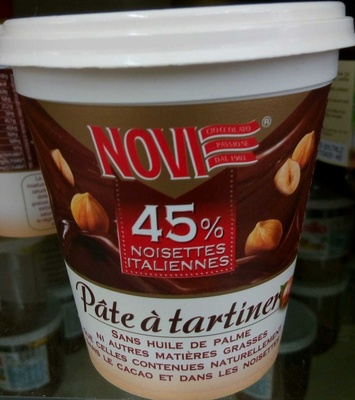 NOVI®
CIOCCOLATO
PASSIONE
DAL 1903
45%
NOISETTES
ITALIENNES
Pâte à tartiner
SANS HUILE DE PALME
NI AUTRES MATIÈRES GRASSES
QUE CELLES CONTENUES NATURELLEMENT
DANS LE CACAO ET DANS LES NOISETTES